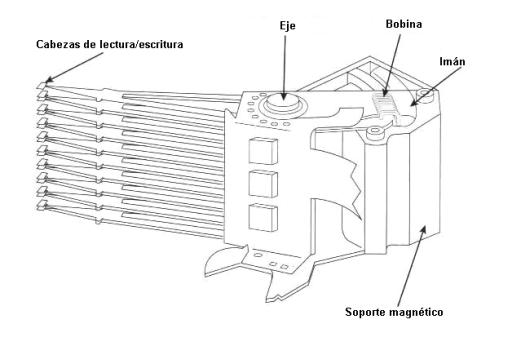 Eje
Bobina
Cabezas de lectura/escritura
Imán
Soporte magnético